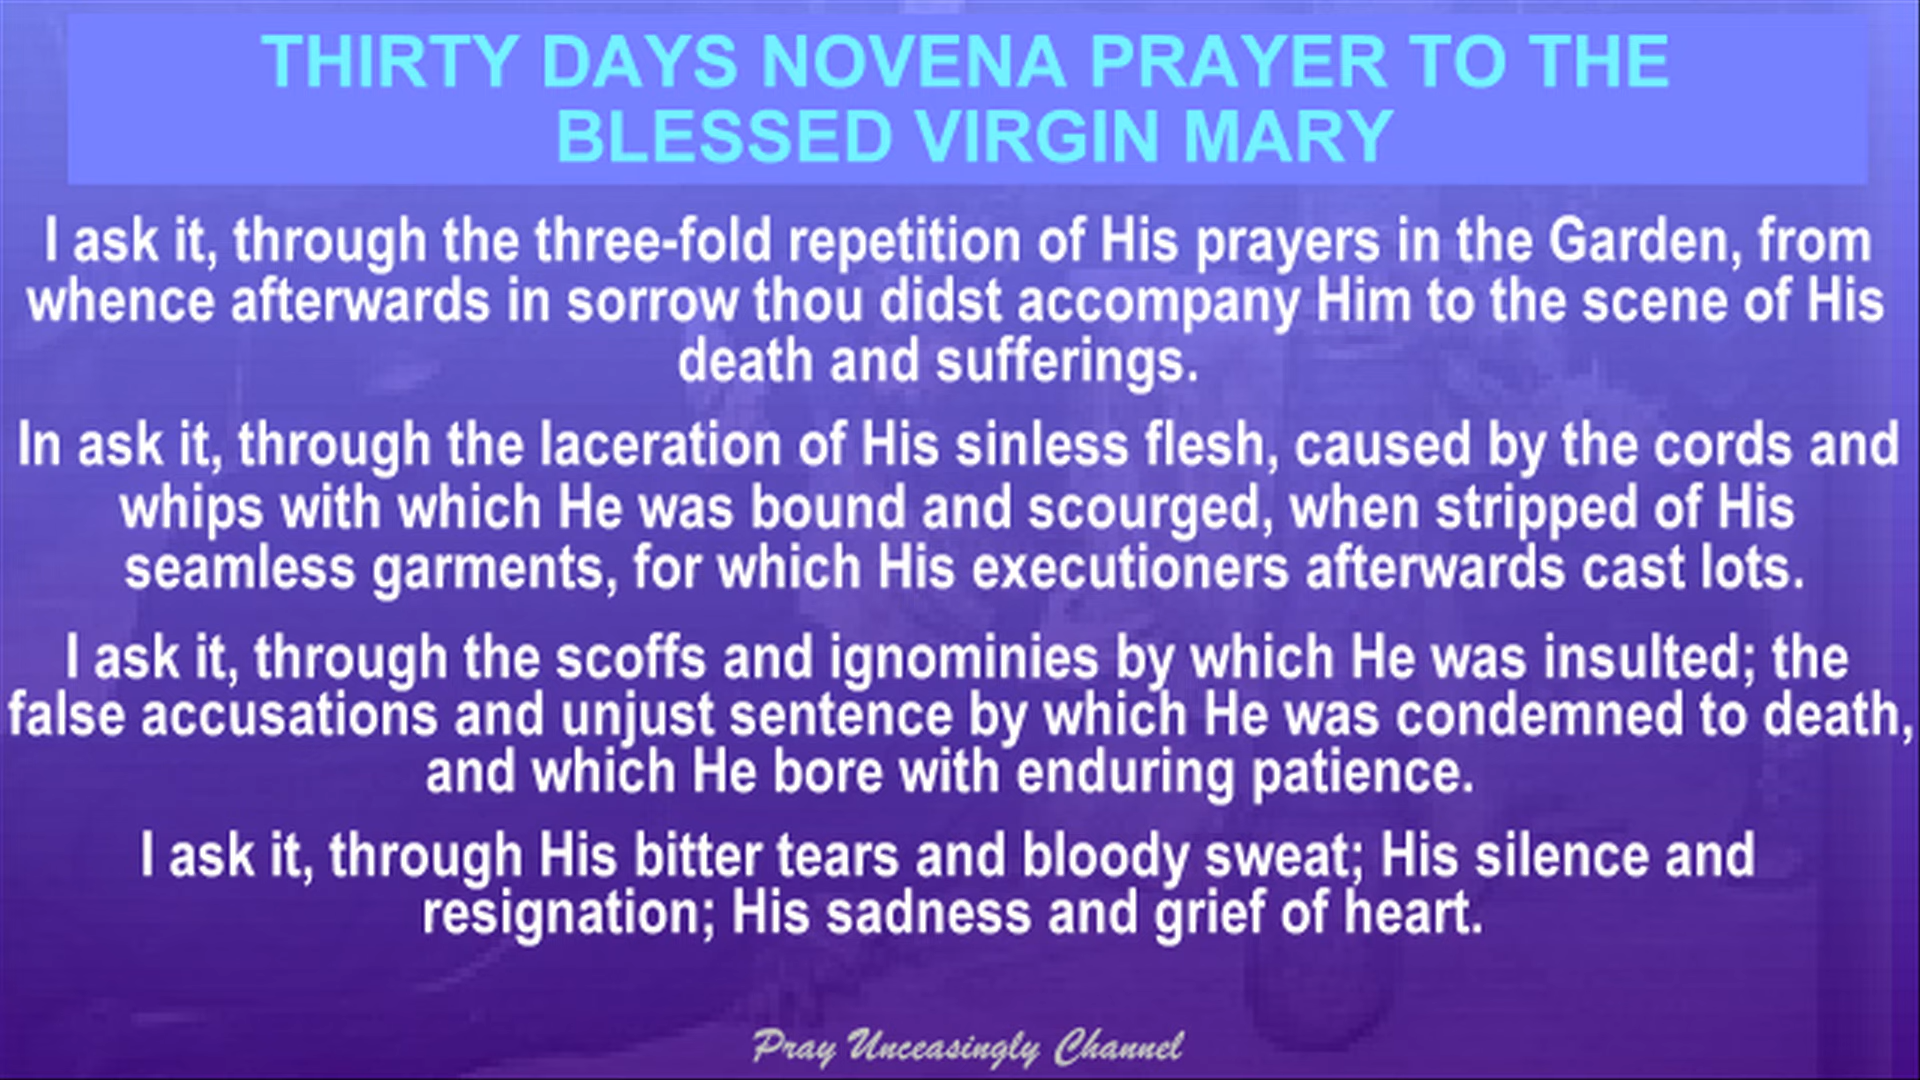 THIRTY DAYS NOVENA PRAYER TO THE
BLESSED VIRGIN MARY
I ask it, through the three-fold repetition of His prayers in the Garden, from
whence afterwards in sorrow thou didst accompany Him to the scene of His
death and sufferings.
In ask it, through the laceration of His sinless flesh, caused by the cords and
whips with which He was bound and scourged, when stripped of His
seamless garments, for which His executioners afterwards cast lots.
I ask it, through the scoffs and ignominies by which He was insulted; the
false accusations and unjust sentence by which He was condemned to death,
and which He bore with enduring patience.
I ask it, through His bitter tears and bloody sweat; His silence and
resignation; His sadness and grief of heart.
Pray Unceasingly Channel